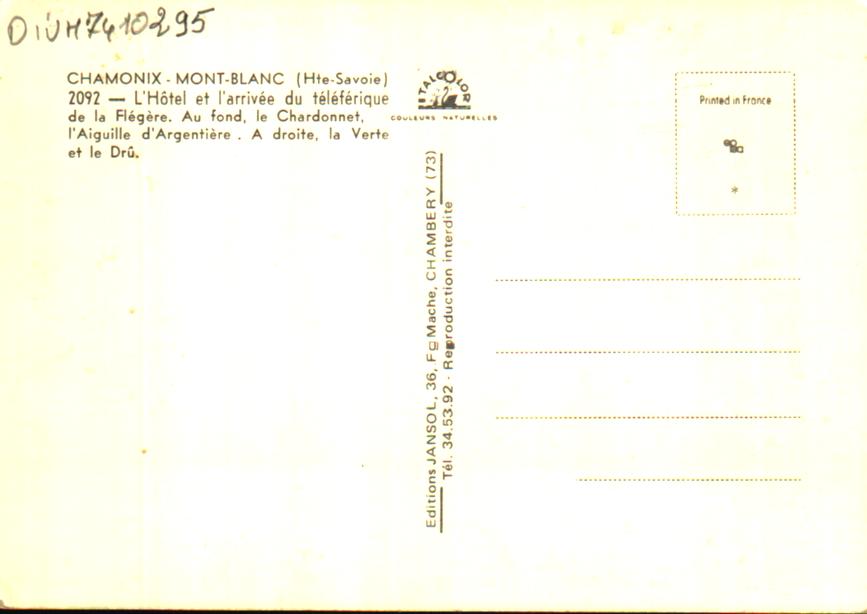 DIVH7410295
CHAMONIX - MONT-BLANC (Hte-Savoie)
2092 — L'Hôtel et l'arrivée du téléférique
de la Flégère. Au fond, le Chardonnet,
l'Aiguille d'Argentière . A droite, la Verte
et le Drû.
ITALCOLOR
COULEURS NATURELLES
Editions JANSOL, 36, Fg Mache, CHAMBERY (73)
Tél. 34.53.92 - Reproduction interdite
Printed in France
*